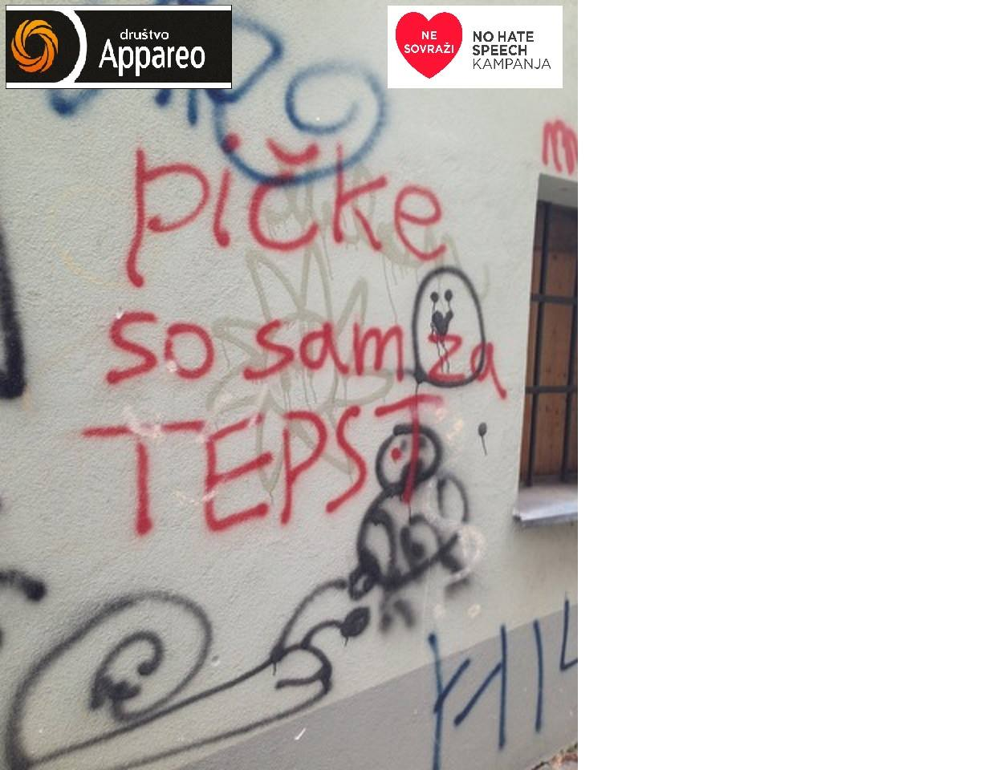 društvo
Appareo
NE
SOVRAŽI
NO HATE
SPEECH
KAMPANJA
pičke
so sam za
TEPST